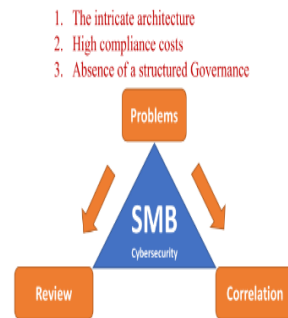 1. The intricate architecture
2. High compliance costs
3. Absence of a structured Governance
Problems
SMB
Cybersecurity
Review
Correlation